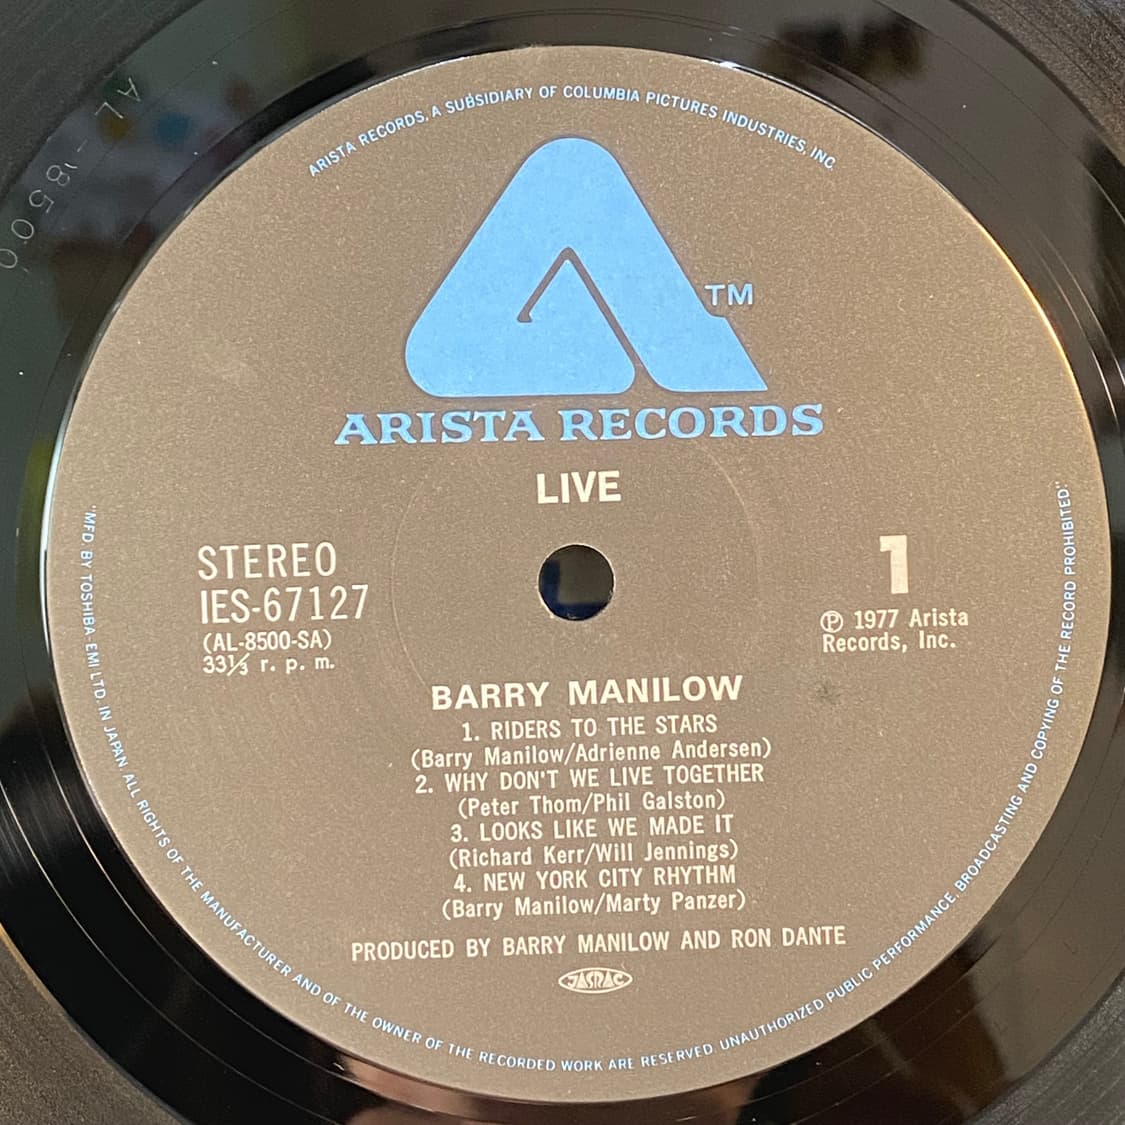 ARISTA RECORDS, A SUBSIDIARY OF COLUMBIA PICTURES INDUSTRIES, INC.
TM
ARISTA RECORDS
LIVE
STEREO
IES-67127
(AL-8500-SA)
33⅓ r. p. m.
1
Ⓟ 1977 Arista
Records, Inc.
BARRY MANILOW
1. RIDERS TO THE STARS
(Barry Manilow/Adrienne Andersen)
2. WHY DON'T WE LIVE TOGETHER
(Peter Thom/Phil Galston)
3. LOOKS LIKE WE MADE IT
(Richard Kerr/Will Jennings)
4. NEW YORK CITY RHYTHM
(Barry Manilow/Marty Panzer)
PRODUCED BY BARRY MANILOW AND RON DANTE
JASRAC
"MFD. BY TOSHIBA-EMI LTD. IN JAPAN. ALL RIGHTS OF THE MANUFACTURER AND OF THE OWNER OF THE RECORDED WORK ARE RESERVED. UNAUTHORIZED PUBLIC PERFORMANCE, BROADCASTING AND COPYING OF THE RECORD PROHIBITED"
AL-8500